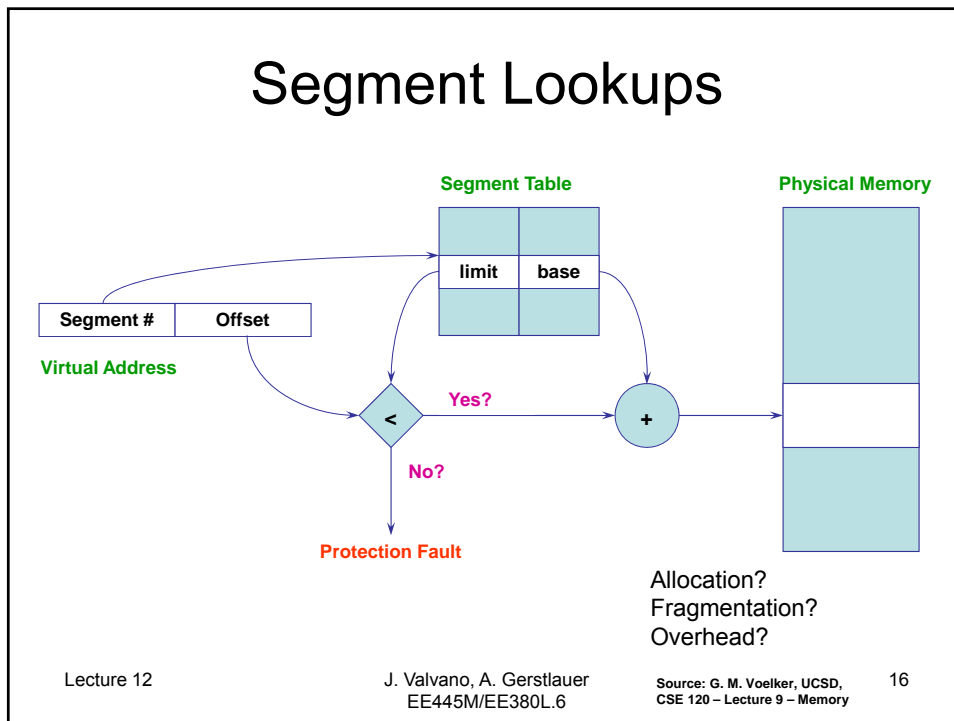 Segment Lookups
Segment Table
Physical Memory
limit
base
Segment #
Offset
Virtual Address
<
Yes?
+
No?
Protection Fault
Allocation?
Fragmentation?
Overhead?
Lecture 12
J. Valvano, A. Gerstlauer
EE445M/EE380L.6
Source: G. M. Voelker, UCSD,
CSE 120 – Lecture 9 – Memory
16